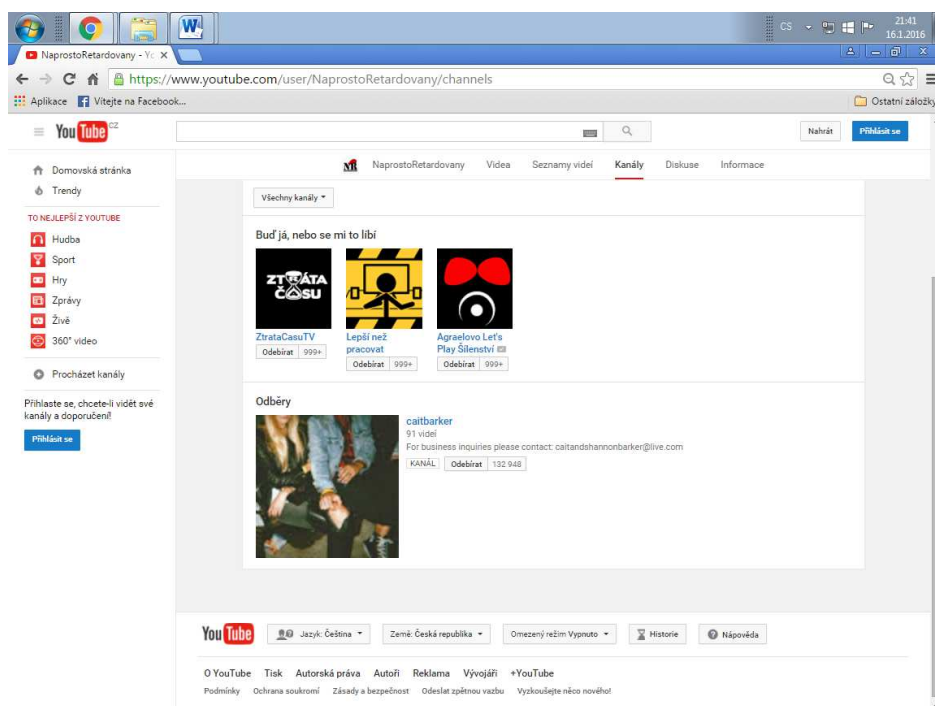 CS
21:41
16.1.2016
NaprostoRetardovany - Yo
https://www.youtube.com/user/NaprostoRetardovany/channels
Aplikace Vítejte na Facebook...
Ostatní záložky
YouTube CZ
Nahrát Přihlásit se
NaprostoRetardovany Videa Seznamy videí Kanály Diskuse Informace
Domovská stránka
Trendy
TO NEJLEPŠÍ Z YOUTUBE
Hudba
Sport
Hry
Zprávy
Živě
360° video
Procházet kanály
Přihlaste se, chcete-li vidět své
kanály a doporučení!
Přihlásit se
Všechny kanály
Buď já, nebo se mi to líbí
ZTRÁTA
ČASU
ZtrataCasuTV
Odebírat 999+
Lepší než
pracovat
Odebírat 999+
Agraelovo Let's
Play Šílenství
Odebírat 999+
Odběry
caitbarker
91 videí
For business inquiries please contact: caitandshannonbarker@live.com
KANÁL Odebírat 132 948
YouTube
Jazyk: Čeština Země: Česká republika Omezený režim Vypnuto Historie Nápověda
O YouTube Tisk Autorská práva Autoři Reklama Vývojáři +YouTube
Podmínky Ochrana soukromí Zásady a bezpečnost Odeslat zpětnou vazbu Vyzkoušejte něco nového!